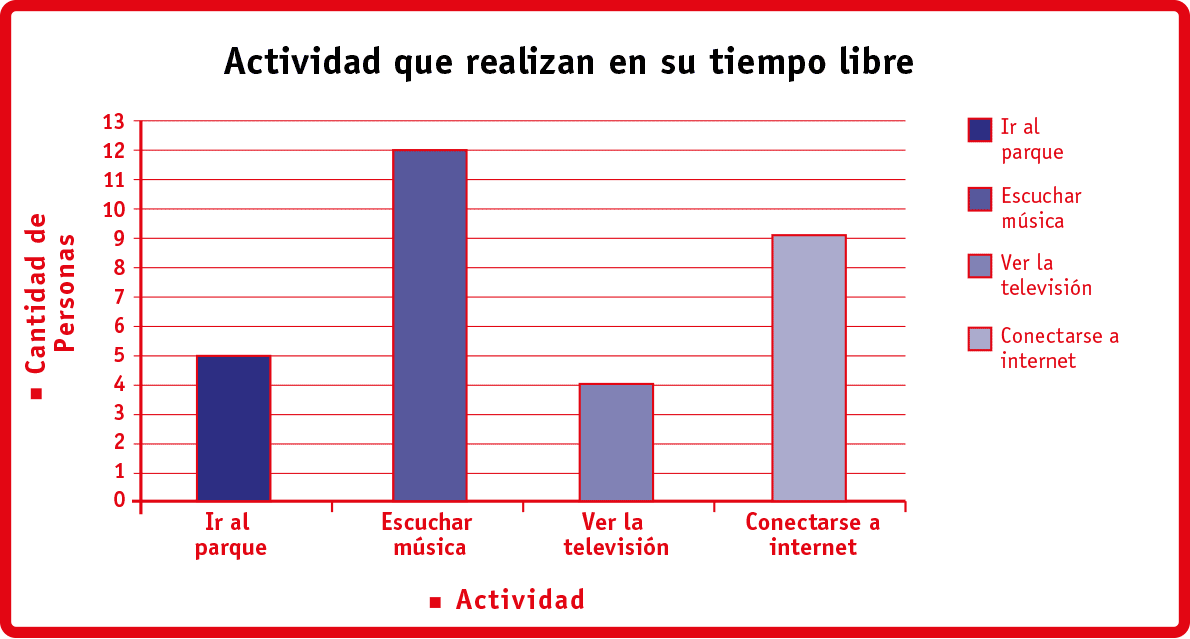 Actividad que realizan en su tiempo libre
13
12
11
10
9
8
7
6
5
4
3
2
1
0
Cantidad de
Personas
Ir al
parque
Escuchar
música
Ver la
televisión
Conectarse a
internet
Actividad
Ir al
parque
Escuchar
música
Ver la
televisión
Conectarse a
internet